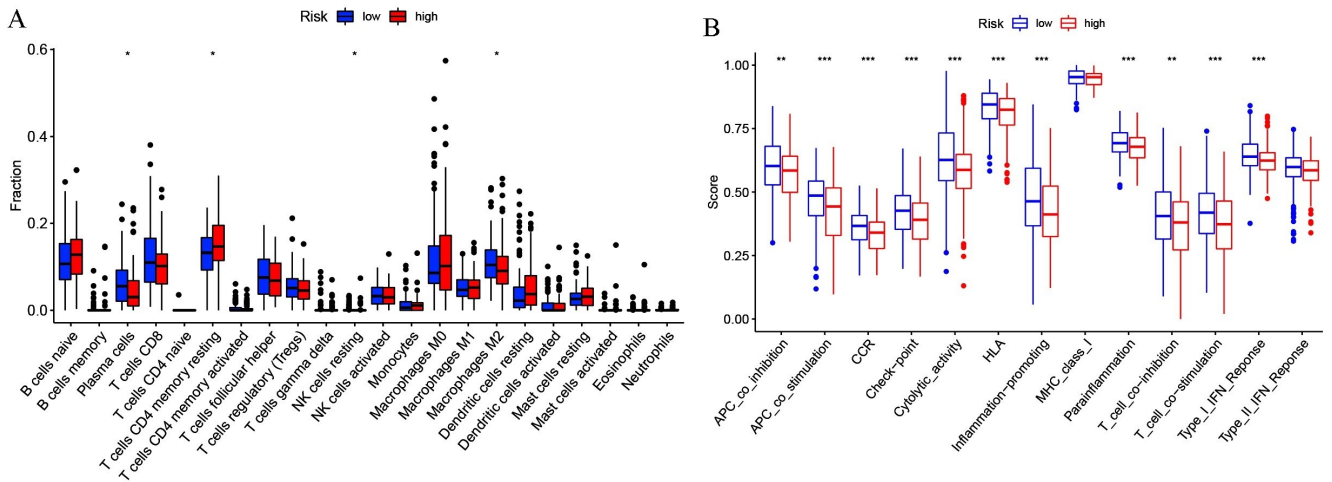 A
Risk low high
0.6
0.4
0.2
0.0
Fraction
* * * *
B cells naive
B cells memory
Plasma cells
T cells CD8
T cells CD4 naive
T cells CD4 memory resting
T cells CD4 memory activated
T cells follicular helper
T cells regulatory (Tregs)
T cells gamma delta
NK cells resting
NK cells activated
Monocytes
Macrophages M0
Macrophages M1
Macrophages M2
Dendritic cells resting
Dendritic cells activated
Mast cells resting
Mast cells activated
Eosinophils
Neutrophils
B
Risk low high
1.00
0.75
0.50
0.25
0.00
Score
** *** *** *** *** *** *** *** ** *** ***
APC_co_inhibition
APC_co_stimulation
CCR
Check-point
Cytolytic_activity
HLA
Inflammation-promoting
MHC_class_I
Parainflammation
T_cell_co-inhibition
T_cell_co-stimulation
Type_I_IFN_Reponse
Type_II_IFN_Reponse